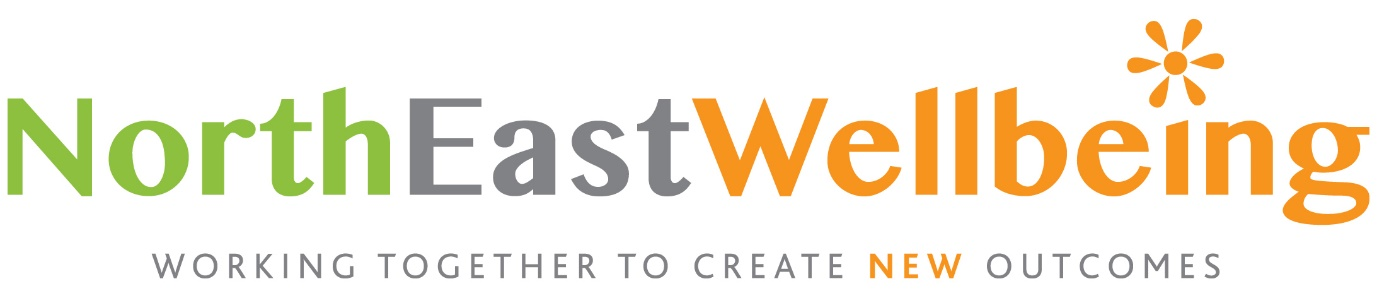 NorthEastWellbeing
WORKING TOGETHER TO CREATE NEW OUTCOMES